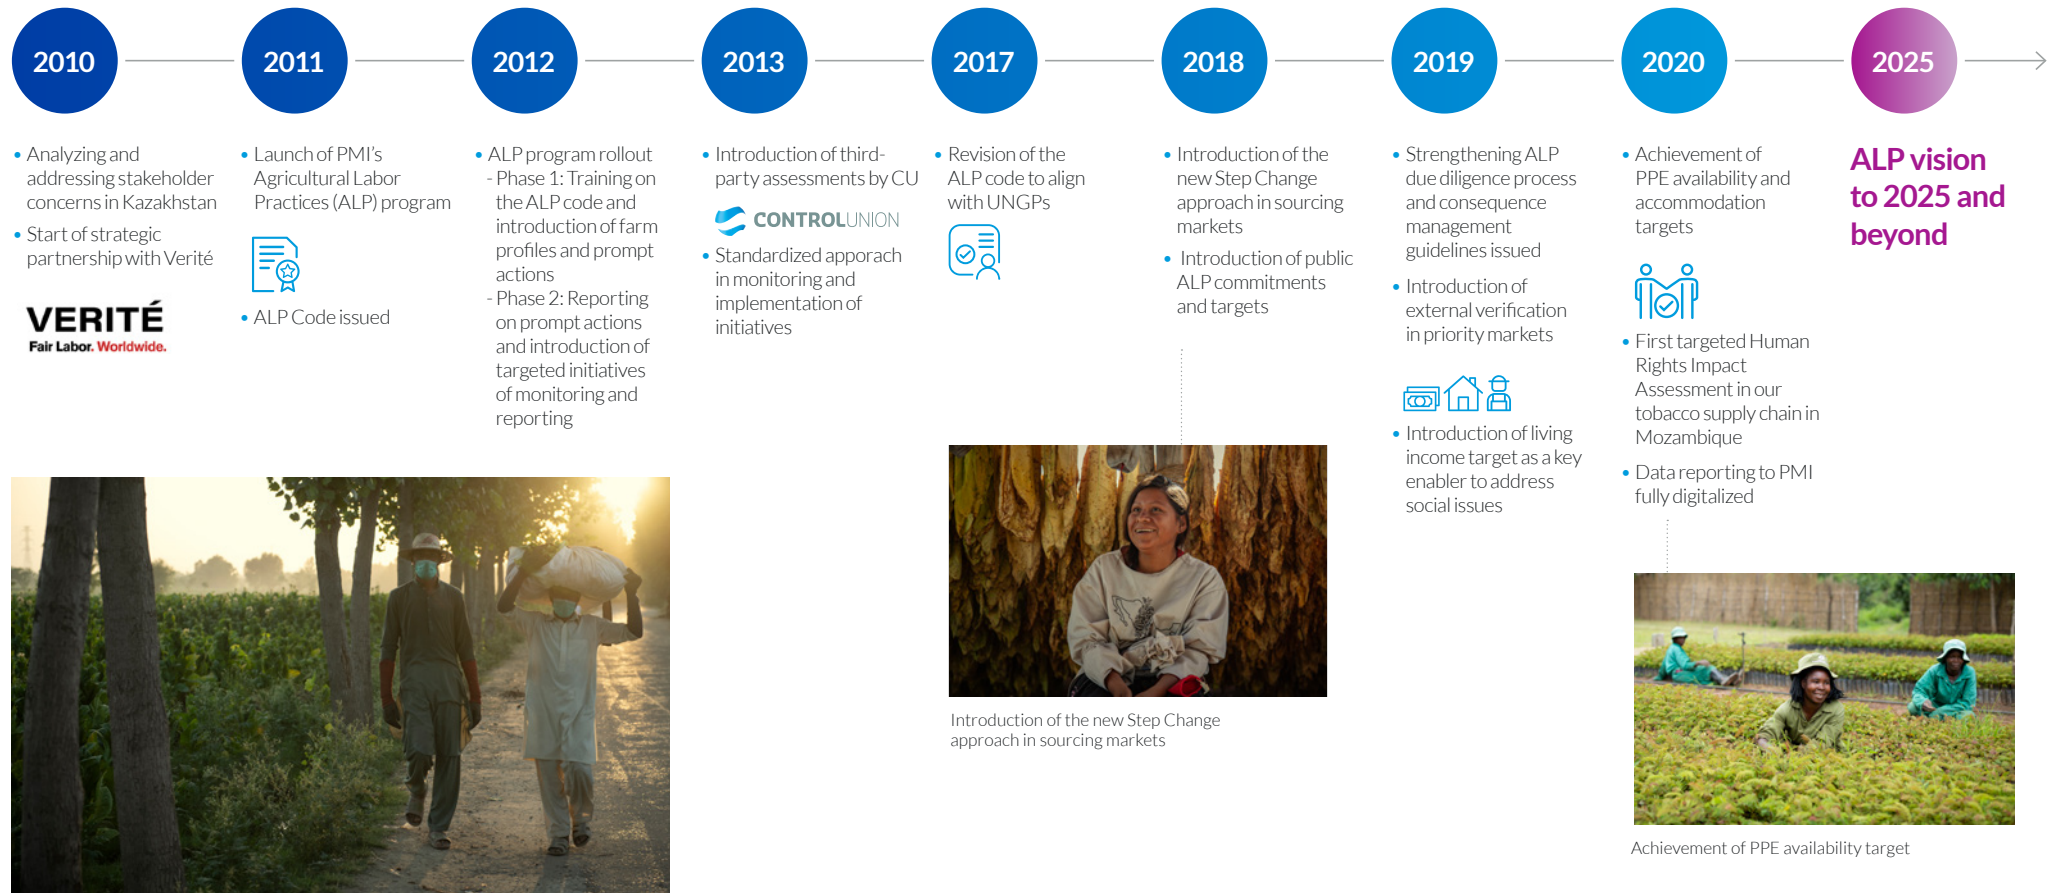 2010
2011
2012
2013
2017
2018
2019
2020
2025
• Analyzing and
addressing stakeholder
concerns in Kazakhstan
• Start of strategic
partnership with Verité
VERITÉ
Fair Labor. Worldwide.
• Launch of PMI's
Agricultural Labor
Practices (ALP) program
• ALP Code issued
• ALP program rollout
- Phase 1: Training on
the ALP code and
introduction of farm
profiles and prompt
actions
- Phase 2: Reporting
on prompt actions
and introduction of
targeted initiatives
of monitoring and
reporting
• Introduction of third-
party assessments by CU
CONTROLUNION
• Standardized apporach
in monitoring and
implementation of
initiatives
• Revision of the
ALP code to align
with UNGPs
• Introduction of the
new Step Change
approach in sourcing
markets
• Introduction of public
ALP commitments
and targets
Introduction of the new Step Change
approach in sourcing markets
• Strengthening ALP
due diligence process
and consequence
management
guidelines issued
• Introduction of
external verification
in priority markets
• Introduction of living
income target as a key
enabler to address
social issues
• Achievement of
PPE availability and
accommodation
targets
• First targeted Human
Rights Impact
Assessment in our
tobacco supply chain in
Mozambique
• Data reporting to PMI
fully digitalized
Achievement of PPE availability target
ALP vision
to 2025 and
beyond